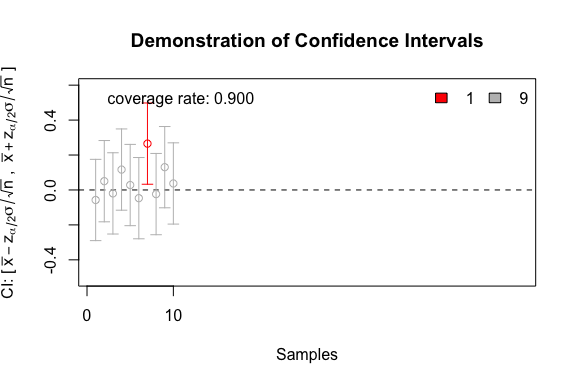 Demonstration of Confidence Intervals
CI: [ x̅ − zα/2σ/√n , x̅ + zα/2σ/√n ]
coverage rate: 0.900
1
9
0.4
0.0
-0.4
0
10
Samples